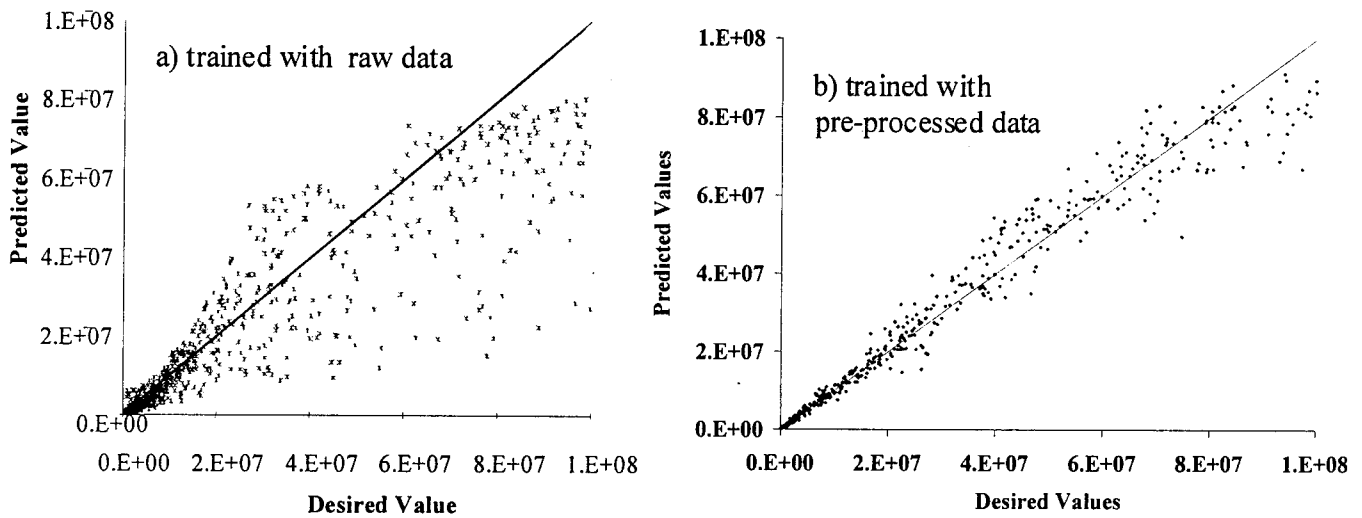 a) trained with raw data
Predicted Value
1.E+08
8.E+07
6.E+07
4.E+07
2.E+07
0.E+00
0.E+00 2.E+07 4.E+07 6.E+07 8.E+07 1.E+08
Desired Value
b) trained with
pre-processed data
Predicted Values
1.E+08
8.E+07
6.E+07
4.E+07
2.E+07
0.E+00
0.E+00 2.E+07 4.E+07 6.E+07 8.E+07 1.E+08
Desired Values